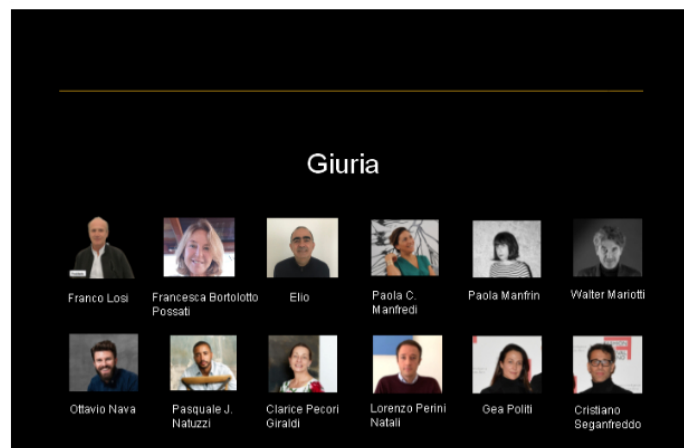 Giuria
Franco Losi
Francesca Bortolotto
Possati
Elio
Paola C.
Manfredi
Paola Manfrin
Walter Mariotti
Ottavio Nava
Pasquale J.
Natuzzi
Clarice Pecori
Giraldi
Lorenzo Perini
Natali
Gea Politi
Cristiano
Seganfreddo